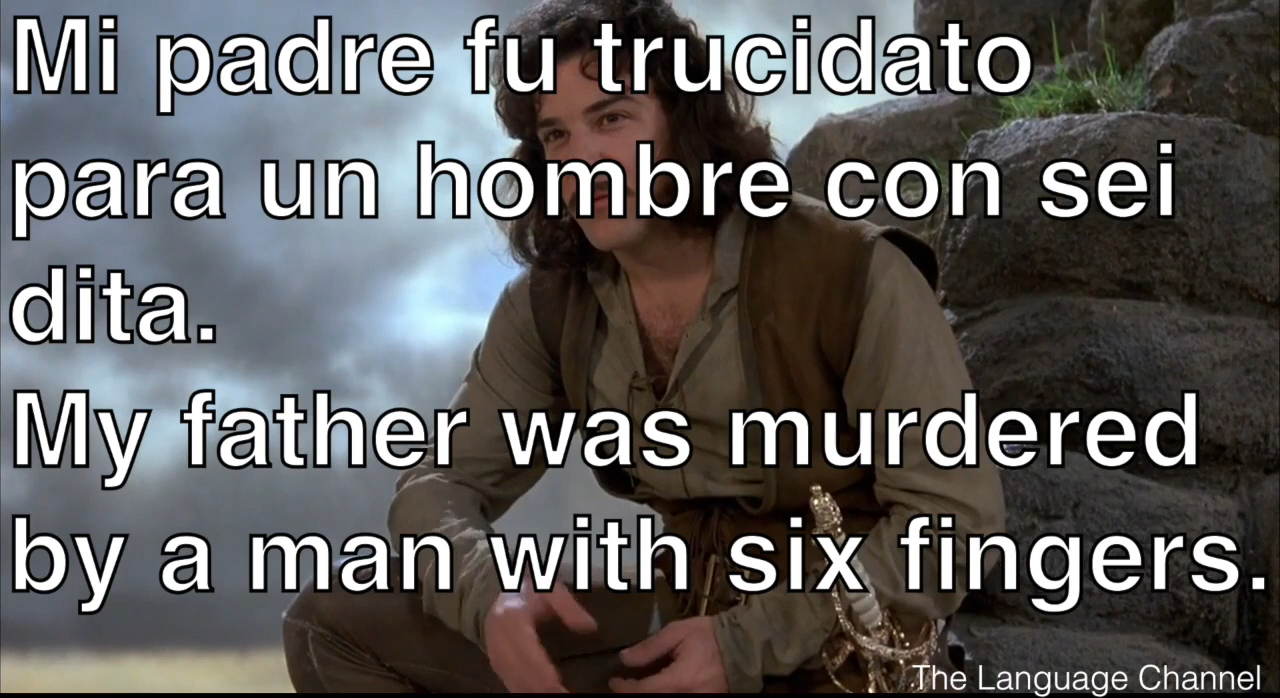 Mi padre fu trucidato
para un hombre con sei
dita.
My father was murdered
by a man with six fingers.
The Language Channel